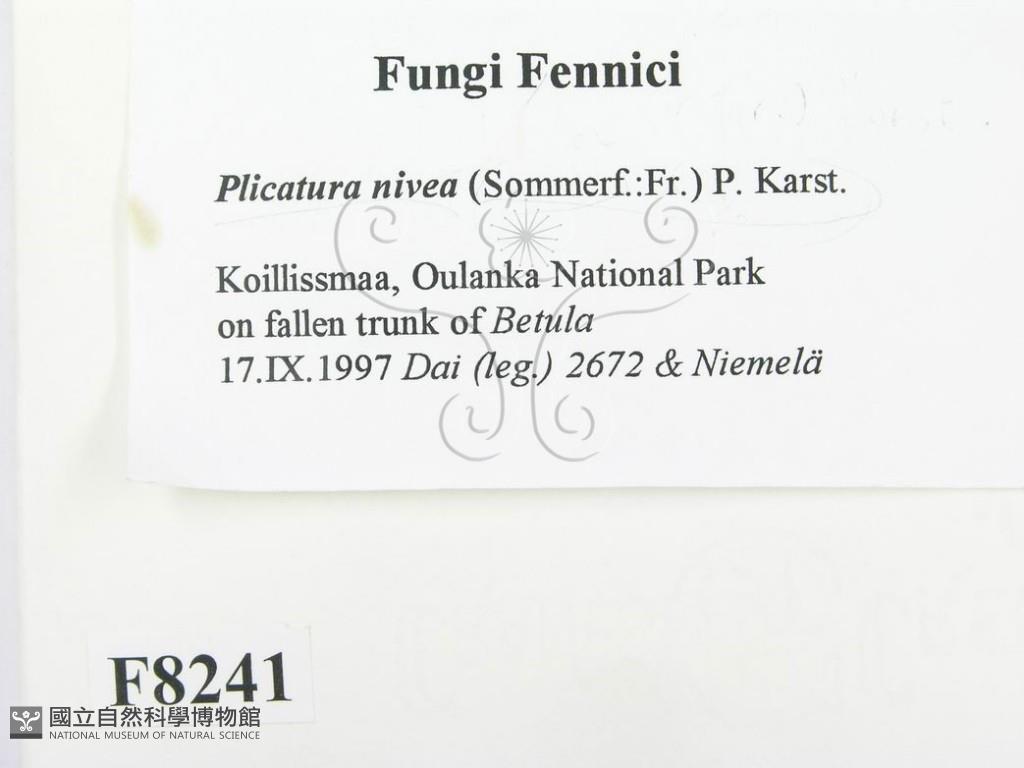 Fungi Fennici
Plicatura nivea (Sommerf.:Fr.) P. Karst.
Koillissmaa, Oulanka National Park
on fallen trunk of Betula
17.IX.1997 Dai (leg.) 2672 & Niemelä
F8241
國立自然科學博物館
NATIONAL MUSEUM OF NATURAL SCIENCE